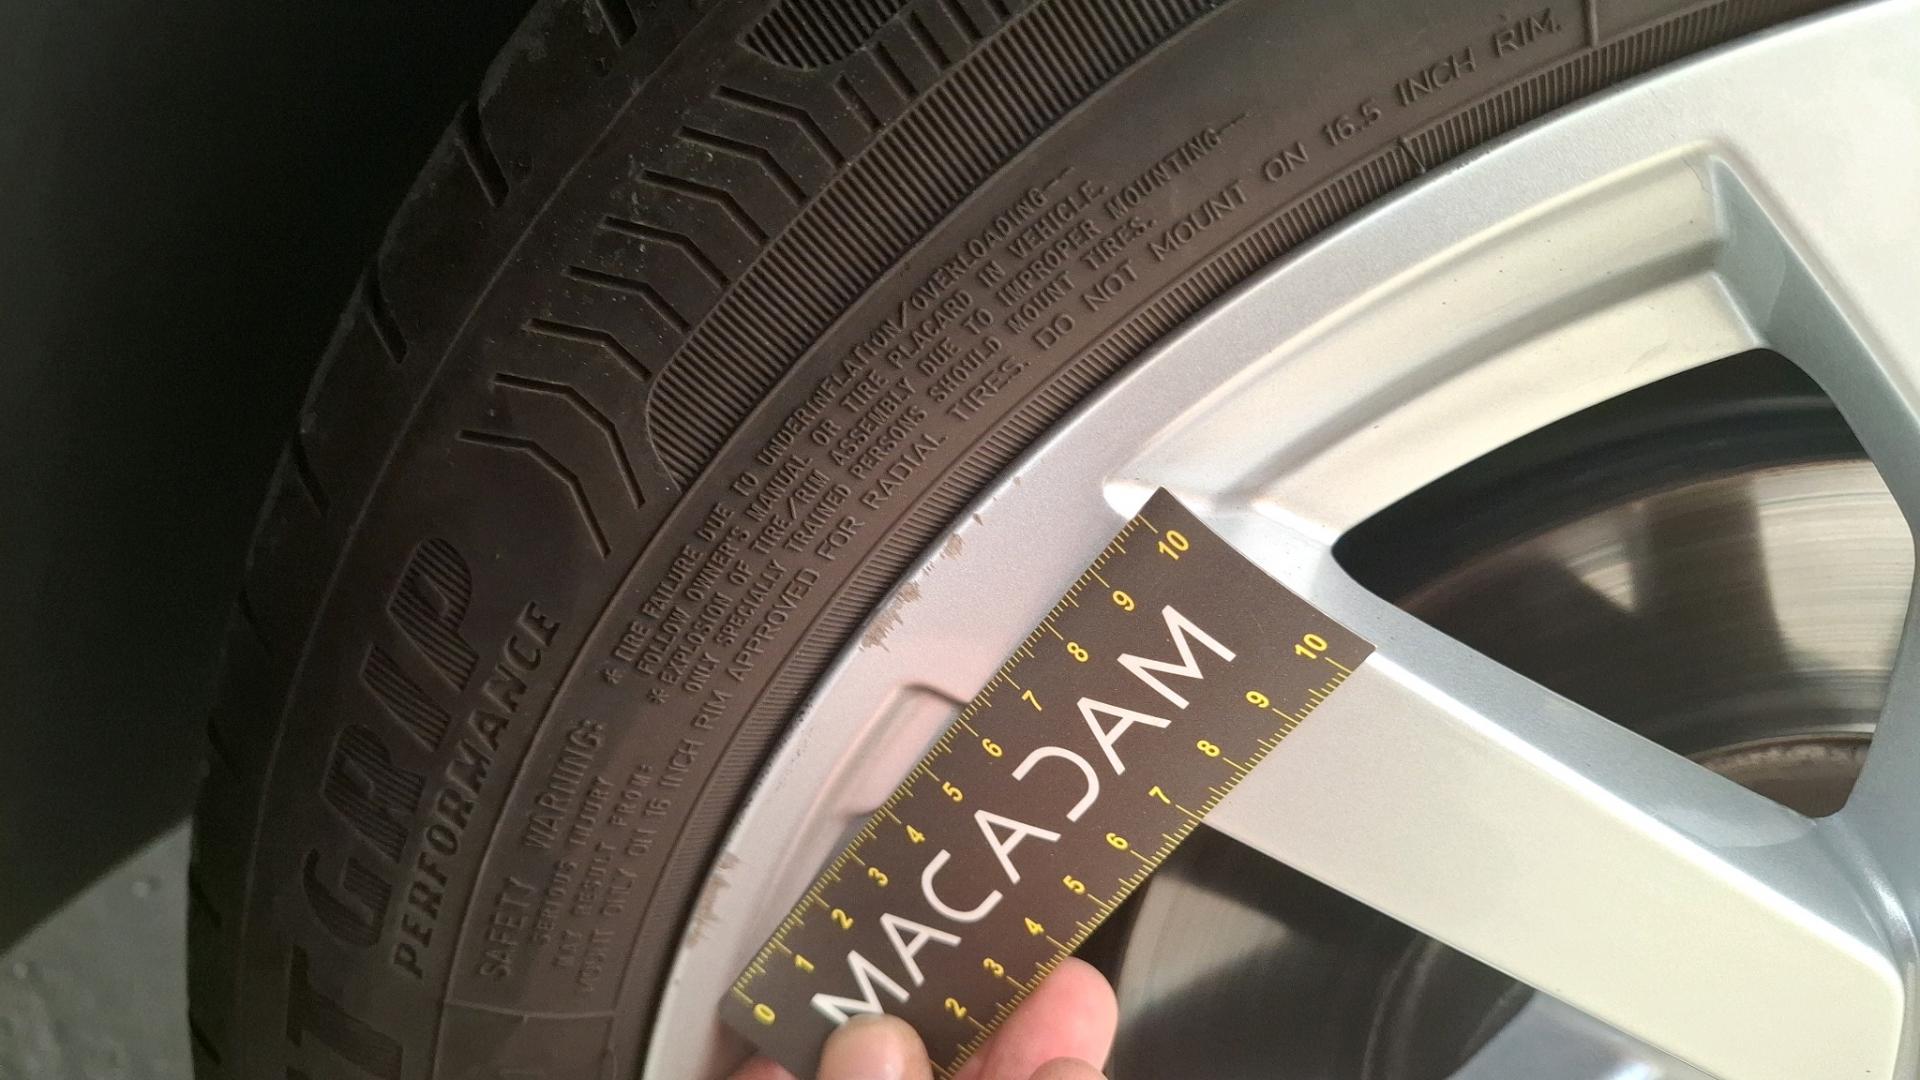 GRIP
PERFORMANCE
SAFETY WARNING:
SERIOUS INJURY
MAY RESULT FROM:
* TIRE FAILURE DUE TO UNDERINFLATION/OVERLOADING--
FOLLOW OWNER'S MANUAL OR TIRE PLACARD IN VEHICLE.
* EXPLOSION OF TIRE/RIM ASSEMBLY DUE TO IMPROPER MOUNTING--
ONLY SPECIALLY TRAINED PERSONS SHOULD MOUNT TIRES.
MOUNT ONLY ON 16 INCH RIM APPROVED FOR RADIAL TIRES. DO NOT MOUNT ON 16.5 INCH RIM.
0 1 2 3 4 5 6 7 8 9 10
MACADAM
2 3 4 5 6 7 8 9 10